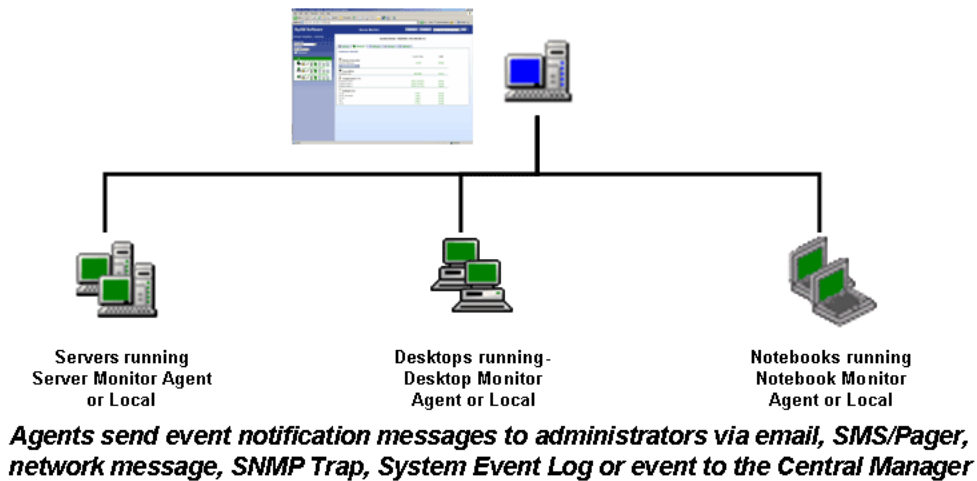 Servers running
Server Monitor Agent
or Local
Desktops running-
Desktop Monitor
Agent or Local
Notebooks running
Notebook Monitor
Agent or Local
Agents send event notification messages to administrators via email, SMS/Pager,
network message, SNMP Trap, System Event Log or event to the Central Manager